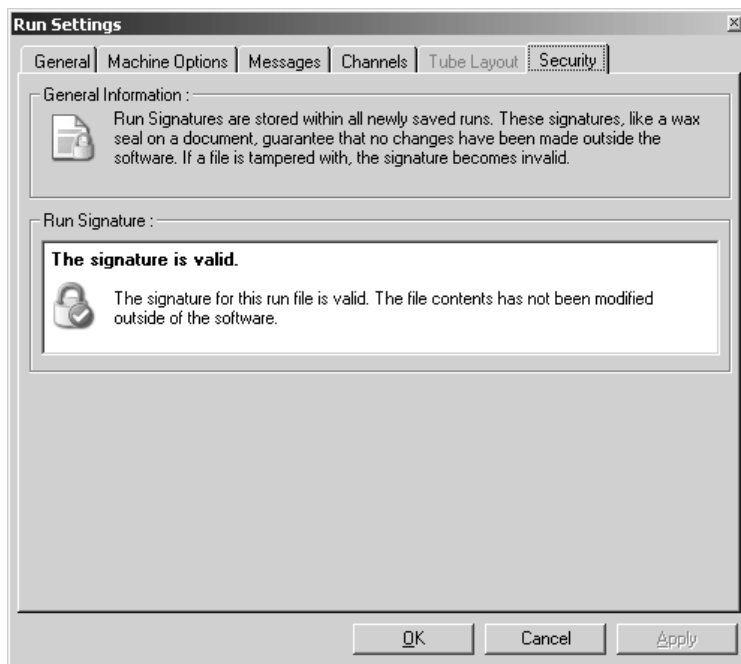 Run Settings
General Machine Options Messages Channels Tube Layout Security
General Information :
Run Signatures are stored within all newly saved runs. These signatures, like a wax
seal on a document, guarantee that no changes have been made outside the
software. If a file is tampered with, the signature becomes invalid.
Run Signature :
The signature is valid.
The signature for this run file is valid. The file contents has not been modified
outside of the software.
OK Cancel Apply